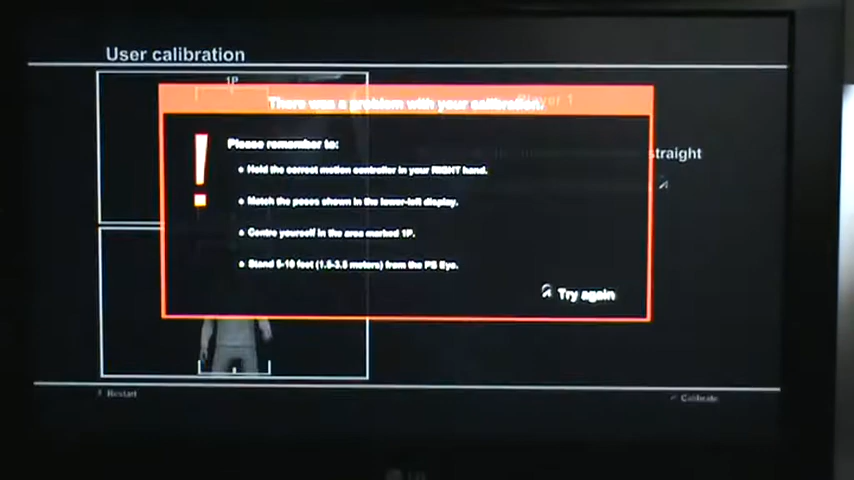 User calibration
1P
There was a problem with your calibration.
Please remember to:
• Hold the correct motion controller in your RIGHT hand.
• Match the poses shown in the lower-left display.
• Centre yourself in the area marked 1P.
• Stand 5-10 feet (1.5-3.5 meters) from the PS Eye.
straight
Try again
Restart
Calibrate
LG